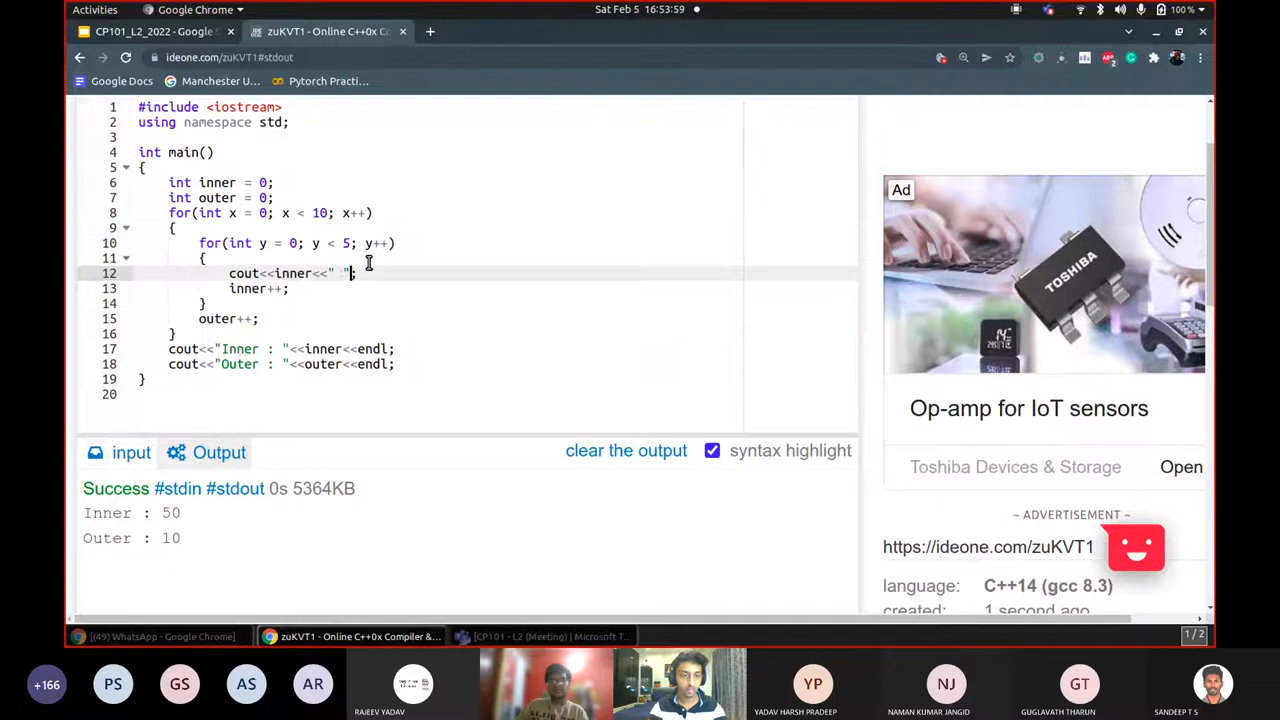 Activities
Google Chrome
Sat Feb 5 16:53:59
100 %
CP101_L2_2022 - Google S
zuKVT1 - Online C++0x Co
ideone.com/zuKVT1#stdout
Google Docs
Manchester U...
Pytorch Practi...
1 #include <iostream>
2 using namespace std;
3
4 int main()
5 {
6 int inner = 0;
7 int outer = 0;
8 for(int x = 0; x < 10; x++)
9 {
10 for(int y = 0; y < 5; y++)
11 {
12 cout<<inner<<" ";
13 inner++;
14 }
15 outer++;
16 }
17 cout<<"Inner : "<<inner<<endl;
18 cout<<"Outer : "<<outer<<endl;
19 }
20
Ad
TOSHIBA
Op-amp for IoT sensors
Toshiba Devices & Storage
Open
~ ADVERTISEMENT ~
https://ideone.com/zuKVT1
language: C++14 (gcc 8.3)
created: 1 second ago
input
Output
clear the output
syntax highlight
Success #stdin #stdout 0s 5364KB
Inner : 50
Outer : 10
[(49) WhatsApp - Google Chrome]
zuKVT1 - Online C++0x Compiler &...
[CP101 - L2 (Meeting) | Microsoft T...
1 / 2
+166
PS
GS
AS
AR
RAJEEV YADAV
YP
YADAV HARSH PRADEEP
NJ
NAMAN KUMAR JANGID
GT
GUGLAVATH THARUN
SANDEEP T S